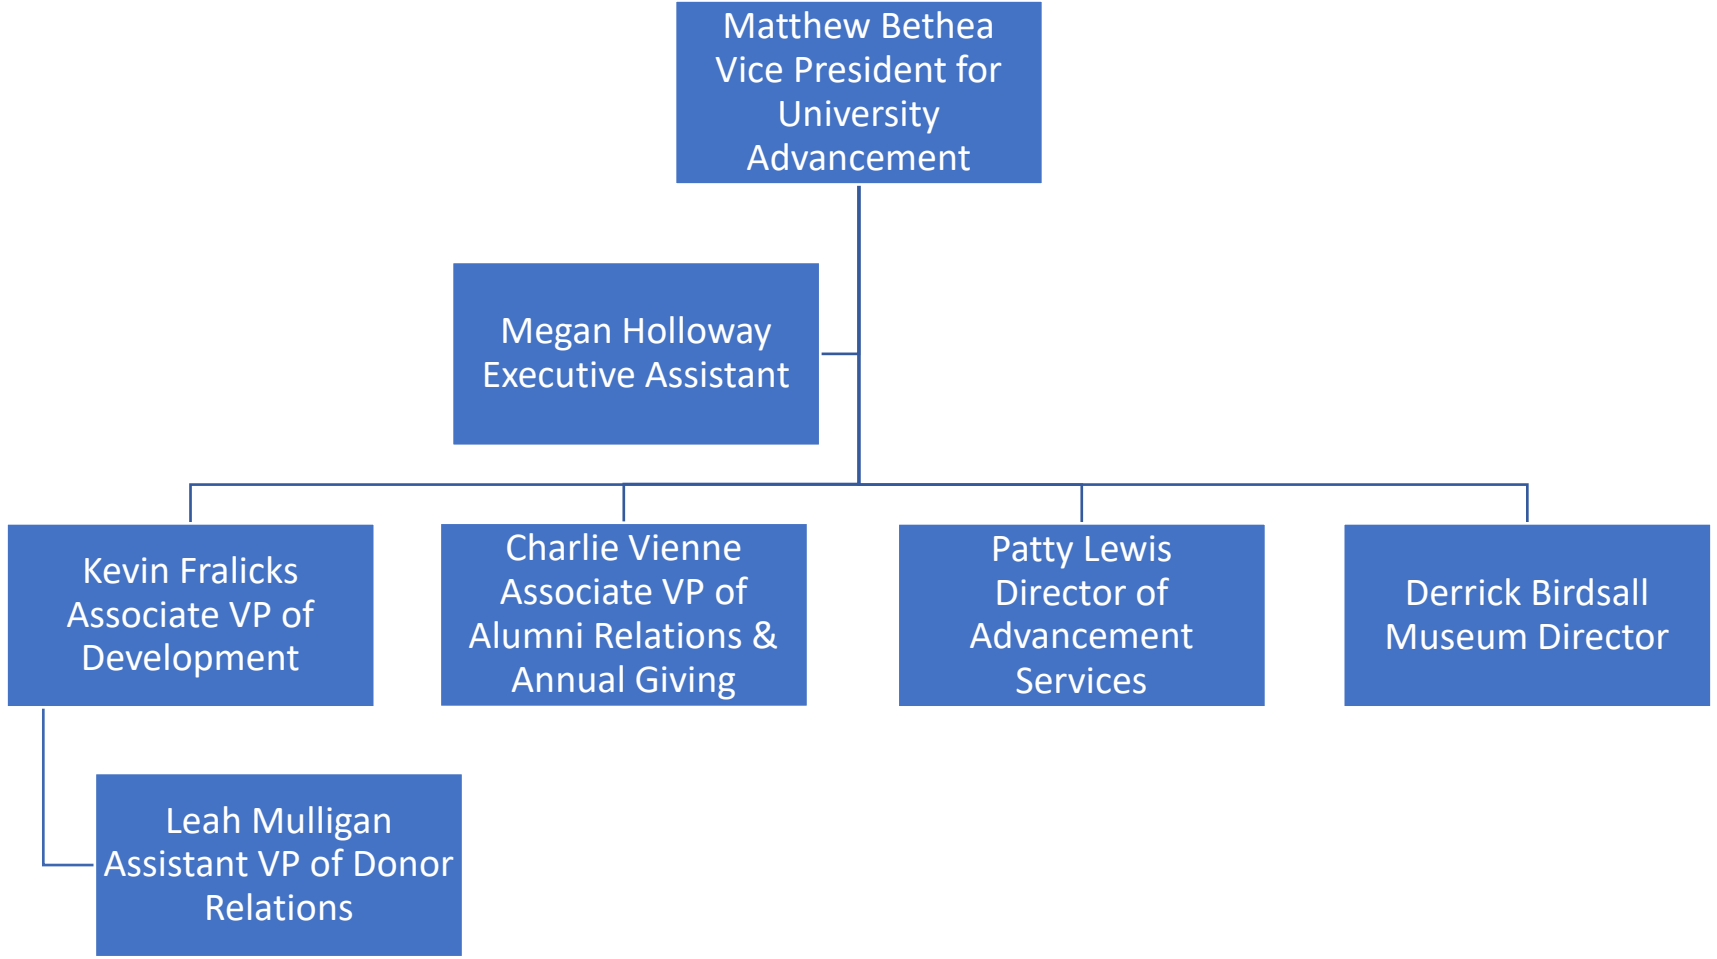 Matthew Bethea
Vice President for
University
Advancement
Megan Holloway
Executive Assistant
Kevin Fralicks
Associate VP of
Development
Charlie Vienne
Associate VP of
Alumni Relations &
Annual Giving
Patty Lewis
Director of
Advancement
Services
Derrick Birdsall
Museum Director
Leah Mulligan
Assistant VP of Donor
Relations